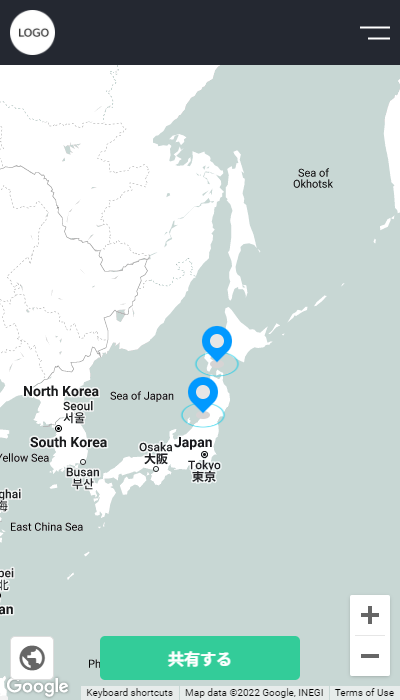 LOGO
Sea of
Okhotsk
North Korea
Sea of Japan
Seoul
서울
South Korea
Osaka
大阪
Japan
Yellow Sea
Busan
부산
Tokyo
東京
ghai
海
East China Sea
pei
北
an
共有する
Ph
Google
Keyboard shortcuts
Map data ©2022 Google, INEGI
Terms of Use